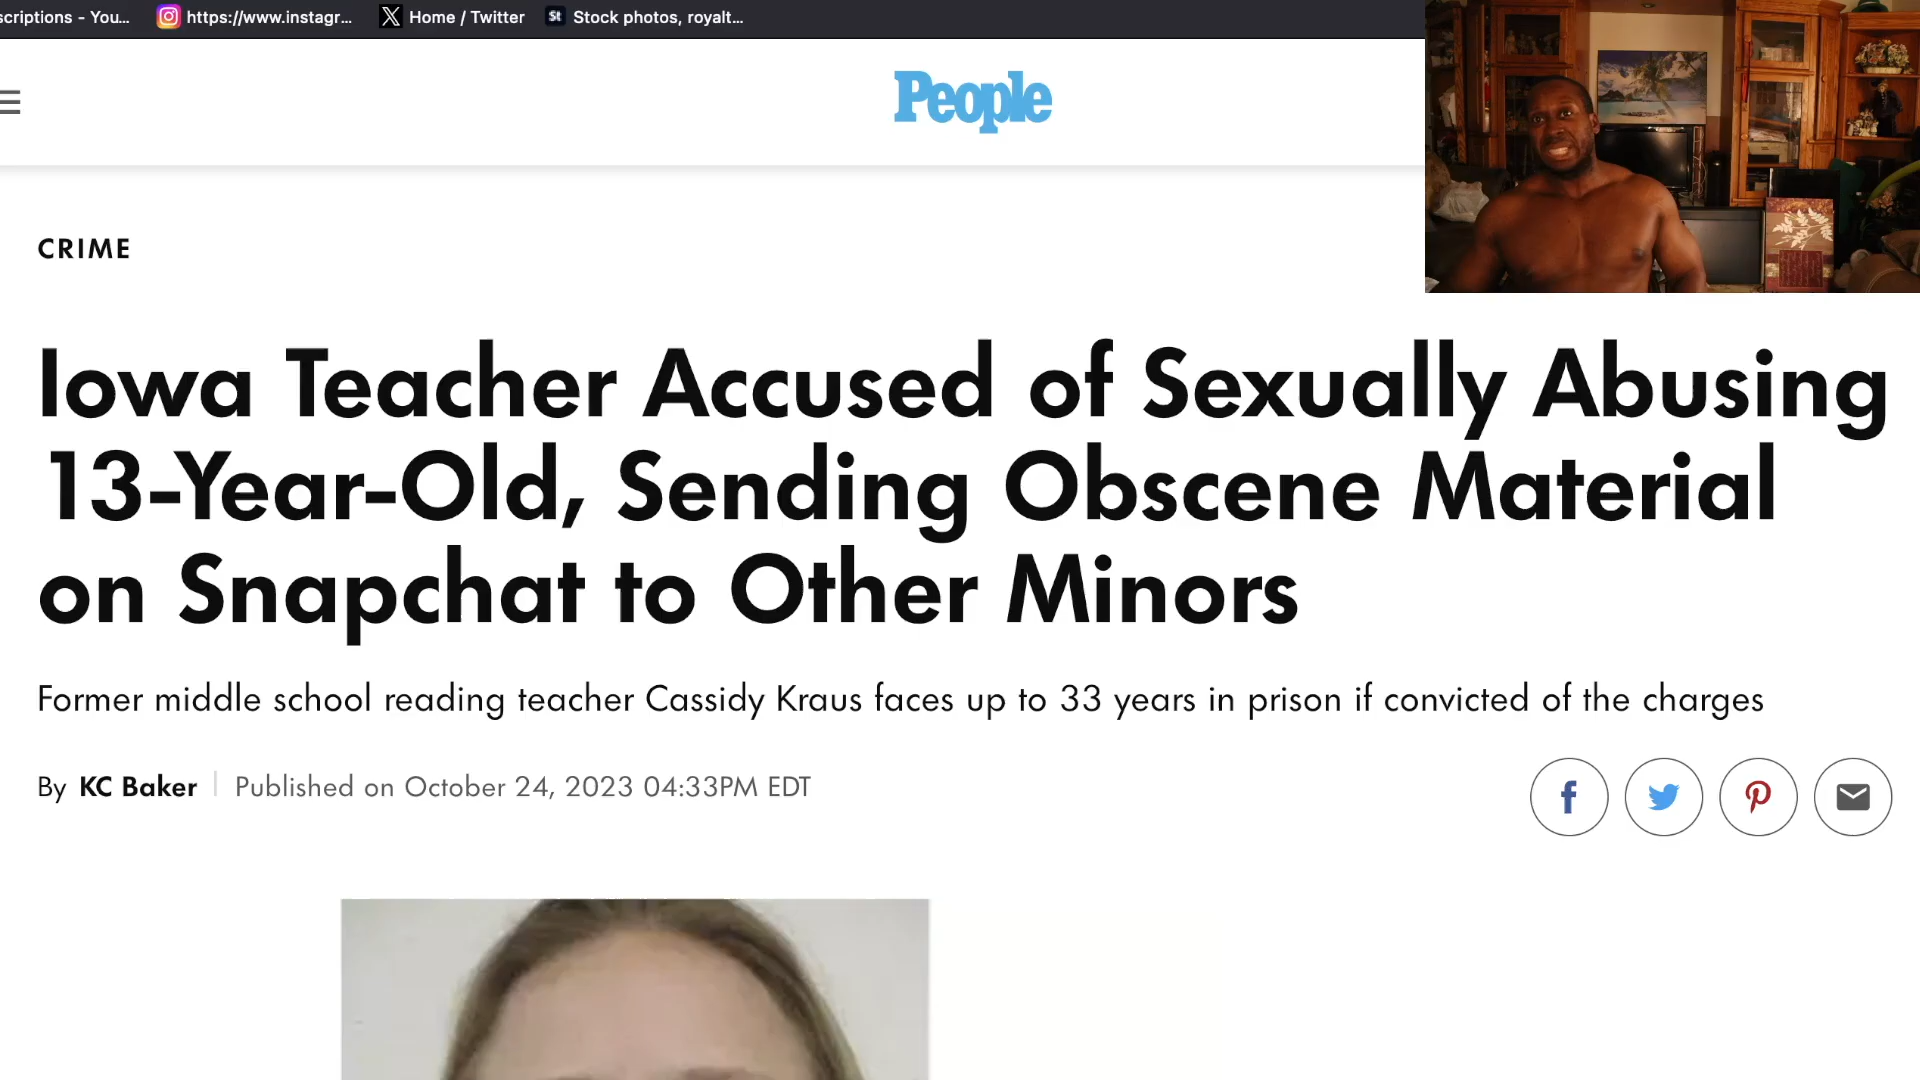 scriptions - You...
https://www.instagr...
Home / Twitter
St
Stock photos, royalt...
People
CRIME
Iowa Teacher Accused of Sexually Abusing
13-Year-Old, Sending Obscene Material
on Snapchat to Other Minors
Former middle school reading teacher Cassidy Kraus faces up to 33 years in prison if convicted of the charges
By KC Baker Published on October 24, 2023 04:33PM EDT